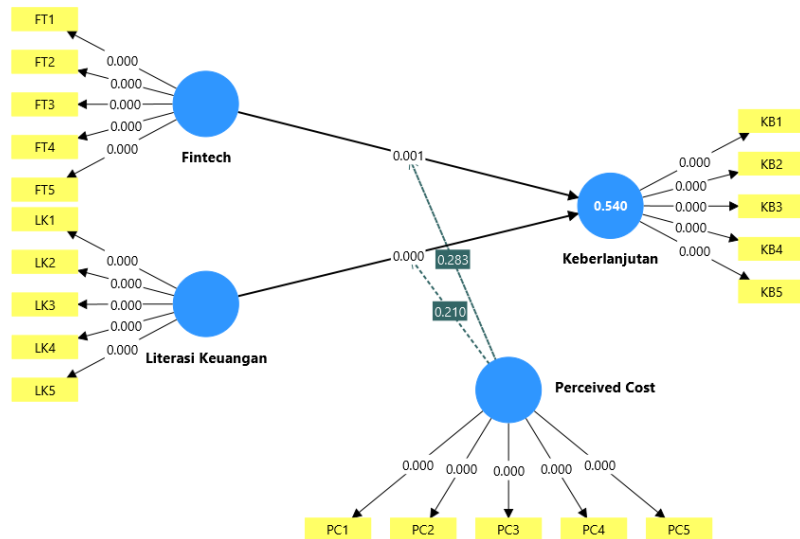 FT1
FT2
FT3
FT4
FT5
0.000
0.000
0.000
0.000
0.000
Fintech
LK1
LK2
LK3
LK4
LK5
0.000
0.000
0.000
0.000
0.000
Literasi Keuangan
0.001
0.000
0.283
0.210
0.540
Keberlanjutan
0.000
0.000
0.000
0.000
0.000
KB1
KB2
KB3
KB4
KB5
Perceived Cost
0.000
0.000
0.000
0.000
0.000
PC1
PC2
PC3
PC4
PC5